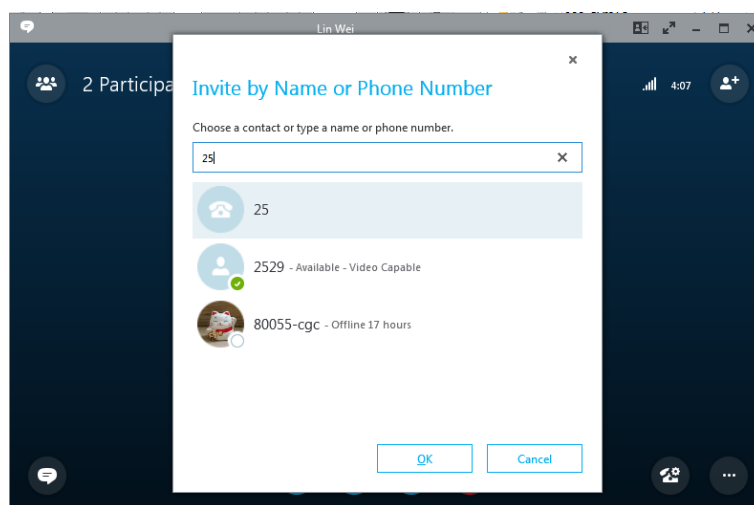 Lin Wei
2 Participa
4:07
Invite by Name or Phone Number
Choose a contact or type a name or phone number.
25
25
2529 - Available - Video Capable
80055-cgc - Offline 17 hours
OK
Cancel